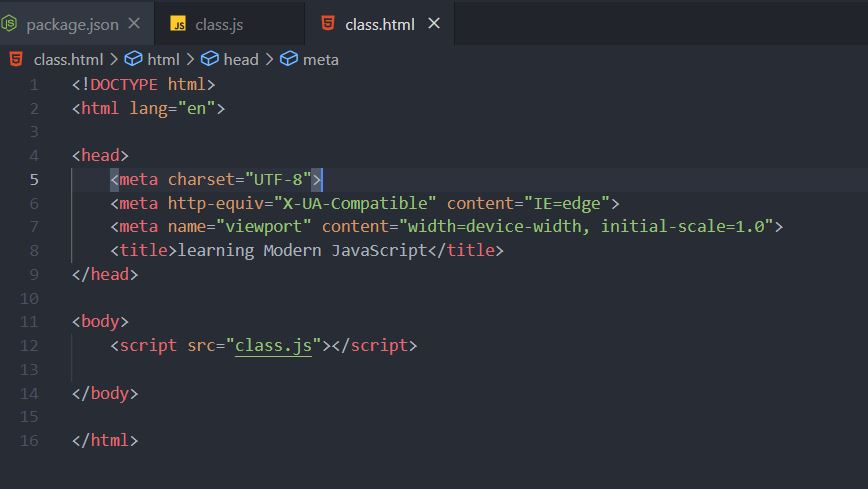 package.json × JS class.js class.html ×
class.html > html > head > meta
1 <!DOCTYPE html>
2 <html lang="en">
3
4 <head>
5 <meta charset="UTF-8">
6 <meta http-equiv="X-UA-Compatible" content="IE=edge">
7 <meta name="viewport" content="width=device-width, initial-scale=1.0">
8 <title>learning Modern JavaScript</title>
9 </head>
10
11 <body>
12 <script src="class.js"></script>
13
14 </body>
15
16 </html>